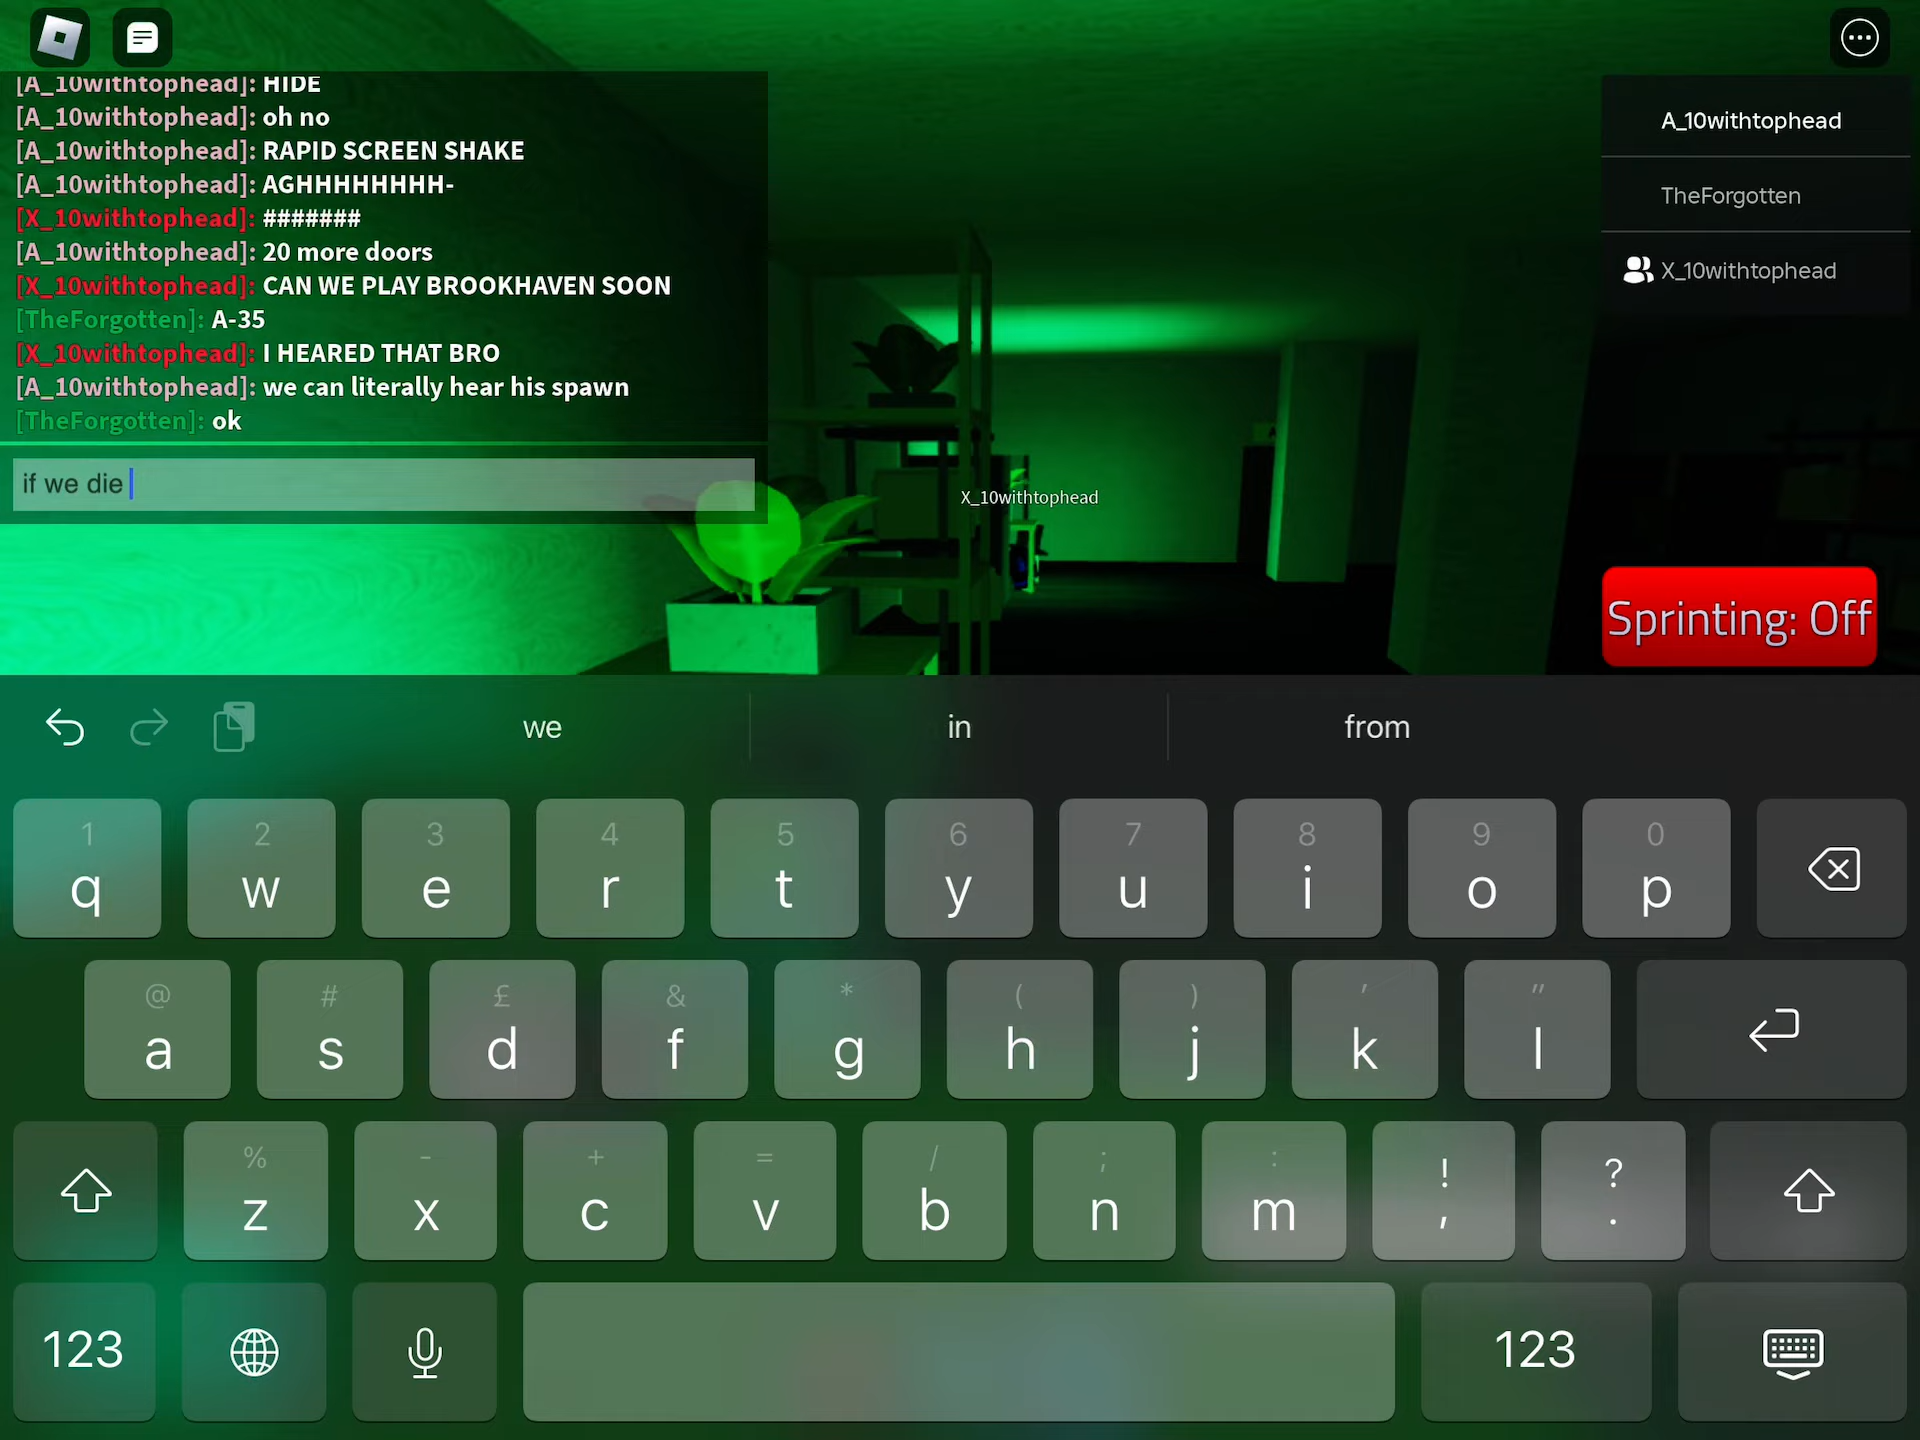 [A_10withtophead]: HIDE
[A_10withtophead]: oh no
[A_10withtophead]: RAPID SCREEN SHAKE
[A_10withtophead]: AGHHHHHHHHH-
[X_10withtophead]: #######
[A_10withtophead]: 20 more doors
[X_10withtophead]: CAN WE PLAY BROOKHAVEN SOON
[TheForgotten]: A-35
[X_10withtophead]: I HEARED THAT BRO
[A_10withtophead]: we can literally hear his spawn
[TheForgotten]: ok
if we die
A_10withtophead
TheForgotten
X_10withtophead
X_10withtophead
Sprinting: Off
we in from
1 2 3 4 5 6 7 8 9 0
q w e r t y u i o p
@ # £ & * ( ) ' "
a s d f g h j k l
% - + = / ; : ! ?
z x c v b n m , .
123 123